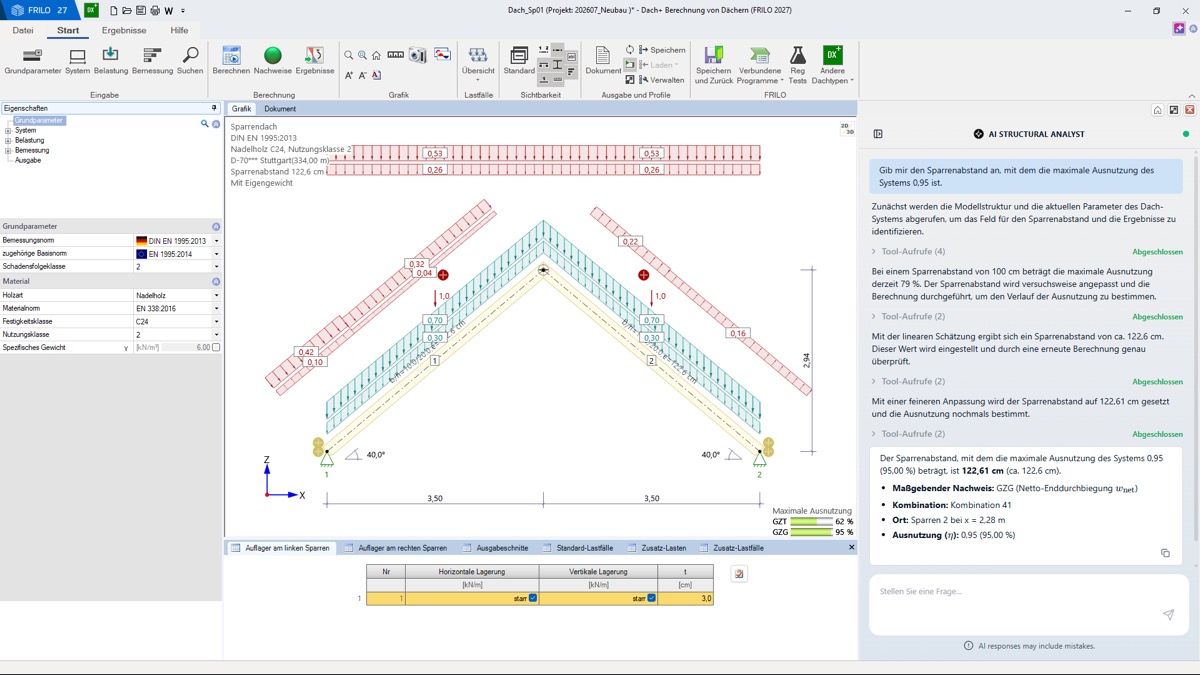 FRILO 27
DX+
W
Dach_Sp01 (Projekt: 202607_Neubau )* - Dach+ Berechnung von Dächern (FRILO 2027)
Datei Start Ergebnisse Hilfe
Grundparameter System Belastung Bemessung Suchen
Eingabe
Berechnen Nachweise Ergebnisse
Berechnung
Grafik
Übersicht
Lastfälle
Standard
Sichtbarkeit
Dokument
Speichern
Laden
Verwalten
Ausgabe und Profile
Speichern und Zurück
Verbundene Programme
Reg Tests
DX+
Andere Dachtypen
FRILO
Eigenschaften
Grundparameter
System
Belastung
Bemessung
Ausgabe
Grundparameter
Bemessungsnorm DIN EN 1995:2013
zugehörige Basisnorm EN 1995:2014
Schadensfolgeklasse 2
Material
Holzart Nadelholz
Materialnorm EN 338:2016
Festigkeitsklasse C24
Nutzungsklasse 2
Spezifisches Gewicht γ [kN/m³] 6,00
Grafik Dokument
2D
3D
Sparrendach
DIN EN 1995:2013
Nadelholz C24, Nutzungsklasse 2
D-70*** Stuttgart(334,00 m)
Sparrenabstand 122,6 cm
Mit Eigengewicht
0,53 0,53
0,26 0,26
0,22
0,32
0,04
1,0 1,0
0,70 0,70
0,30 0,30
0,16
0,42
0,10
1 2
2,94
40,0° 40,0°
1 2
Z
X
3,50 3,50
Maximale Ausnutzung
GZT 62 %
GZG 95 %
Auflager am linken Sparren Auflager am rechten Sparren Ausgabeschnitte Standard-Lastfälle Zusatz-Lasten Zusatz-Lastfälle
Nr Horizontale Lagerung Vertikale Lagerung t
[kN/m] [kN/m] [cm]
1 1 starr starr 3,0
AI STRUCTURAL ANALYST
Gib mir den Sparrenabstand an, mit dem die maximale Ausnutzung des
Systems 0,95 ist.
Zunächst werden die Modellstruktur und die aktuellen Parameter des Dach-
Systems abgerufen, um das Feld für den Sparrenabstand und die Ergebnisse zu
identifizieren.
Tool-Aufrufe (4) Abgeschlossen
Bei einem Sparrenabstand von 100 cm beträgt die maximale Ausnutzung
derzeit 79 %. Der Sparrenabstand wird versuchsweise angepasst und die
Berechnung durchgeführt, um den Verlauf der Ausnutzung zu bestimmen.
Tool-Aufrufe (2) Abgeschlossen
Mit der linearen Schätzung ergibt sich ein Sparrenabstand von ca. 122,6 cm.
Dieser Wert wird eingestellt und durch eine erneute Berechnung genau
überprüft.
Tool-Aufrufe (2) Abgeschlossen
Mit einer feineren Anpassung wird der Sparrenabstand auf 122,61 cm gesetzt
und die Ausnutzung nochmals bestimmt.
Tool-Aufrufe (2) Abgeschlossen
Der Sparrenabstand, mit dem die maximale Ausnutzung des Systems 0,95
(95,00 %) beträgt, ist 122,61 cm (ca. 122,6 cm).
• Maßgebender Nachweis: GZG (Netto-Enddurchbiegung wnet)
• Kombination: Kombination 41
• Ort: Sparren 2 bei x = 2,28 m
• Ausnutzung (η): 0,95 (95,00 %)
Stellen Sie eine Frage...
AI responses may include mistakes.